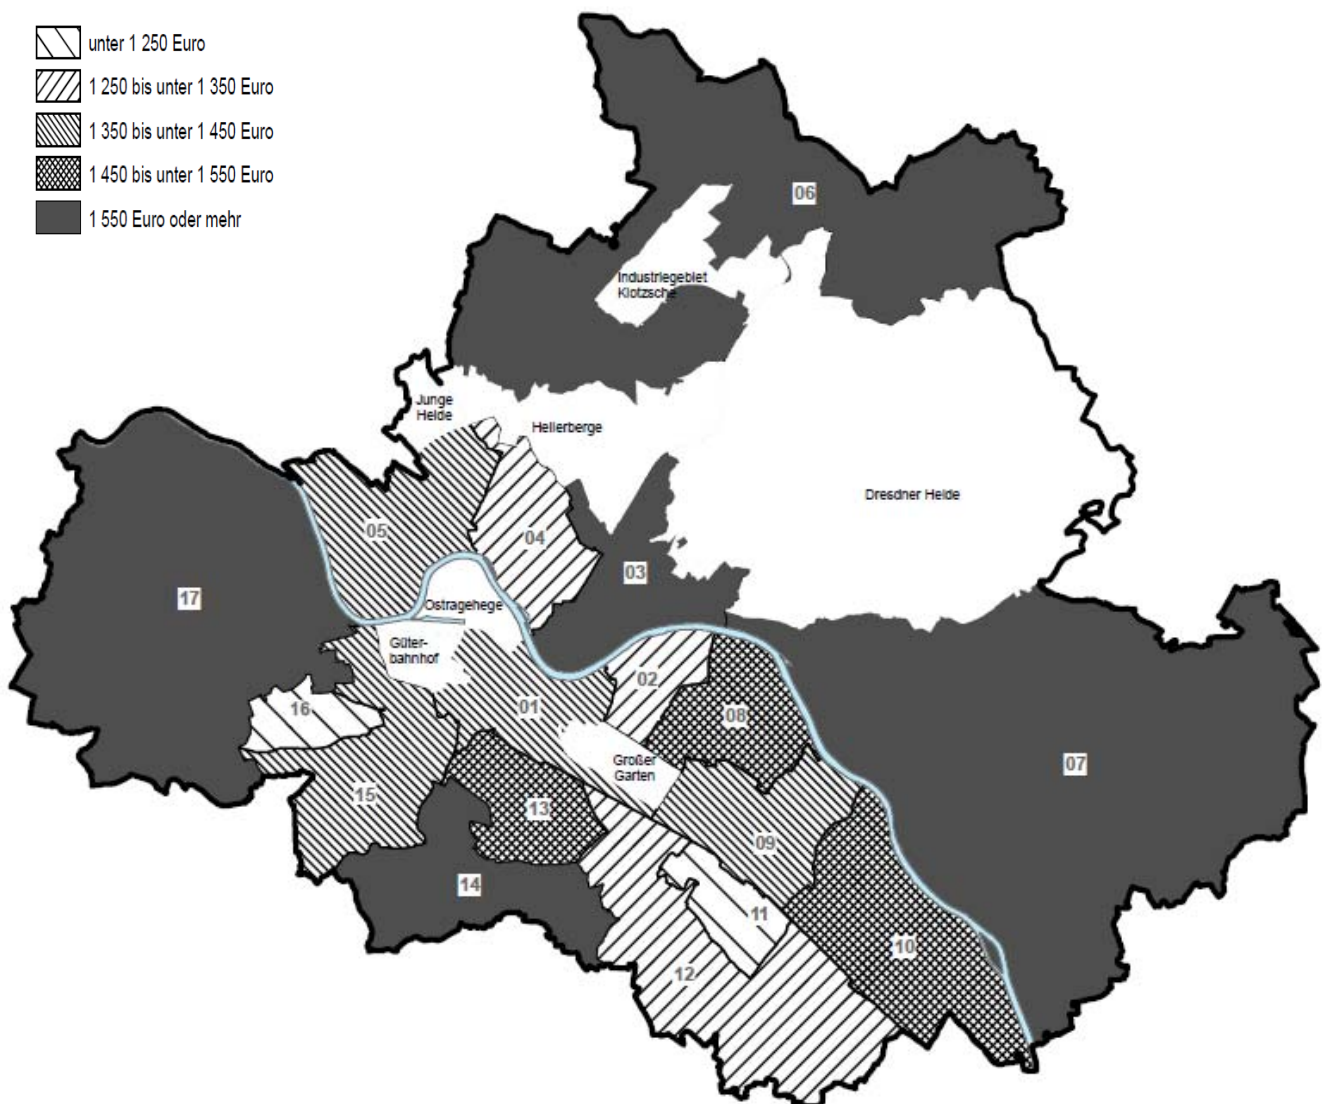 unter 1 250 Euro
1 250 bis unter 1 350 Euro
1 350 bis unter 1 450 Euro
1 450 bis unter 1 550 Euro
1 550 Euro oder mehr
06
Industriegebiet
Klotzsche
Junge
Heide
Hellerberge
Dresdner Heide
05
04
03
17
Ostragehege
Güter-
bahnhof
02
16
01
08
Großer
Garten
07
15
13
09
14
11
10
12